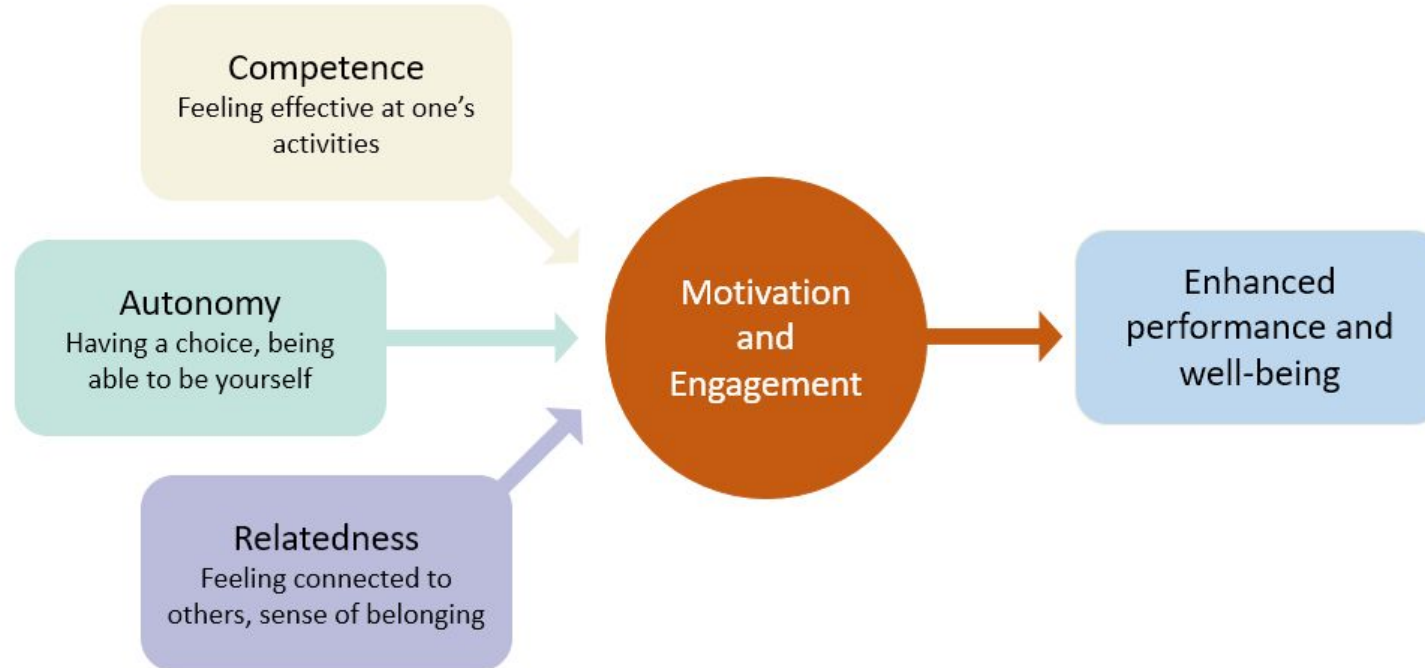 Competence
Feeling effective at one’s
activities
Autonomy
Having a choice, being
able to be yourself
Relatedness
Feeling connected to
others, sense of belonging
Motivation
and
Engagement
Enhanced
performance and
well-being